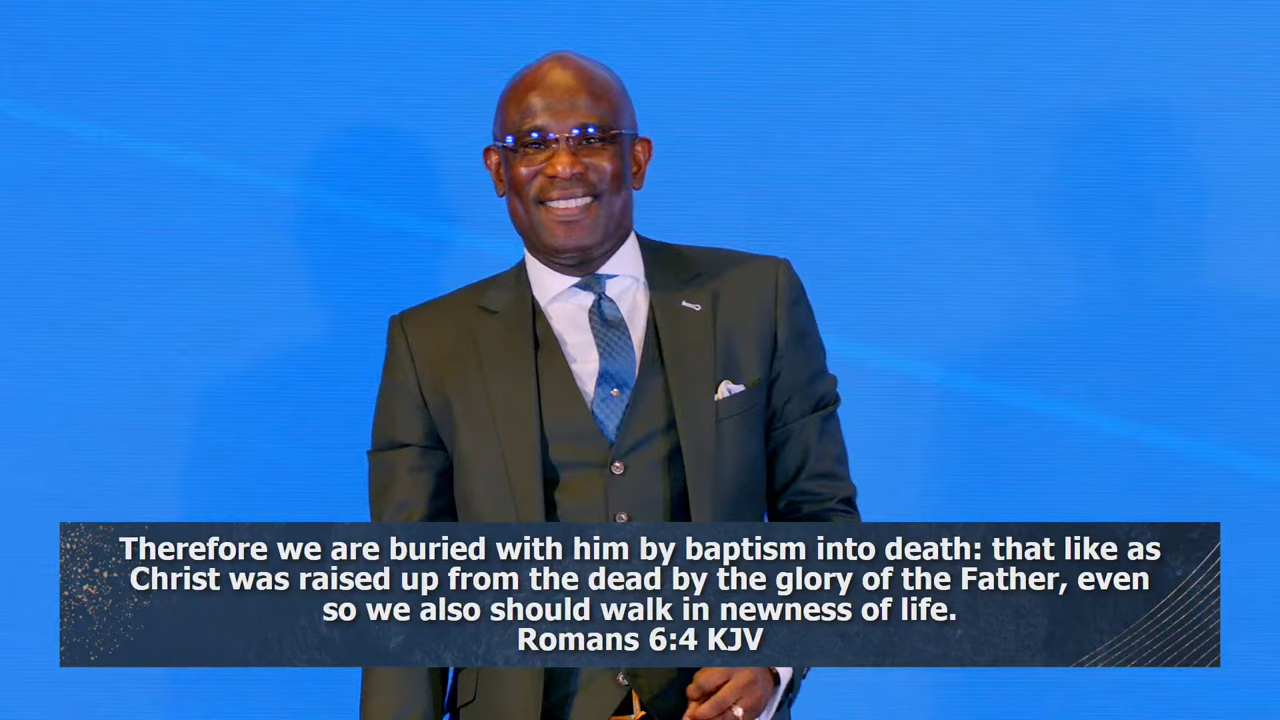 Therefore we are buried with him by baptism into death: that like as
Christ was raised up from the dead by the glory of the Father, even
so we also should walk in newness of life.
Romans 6:4 KJV